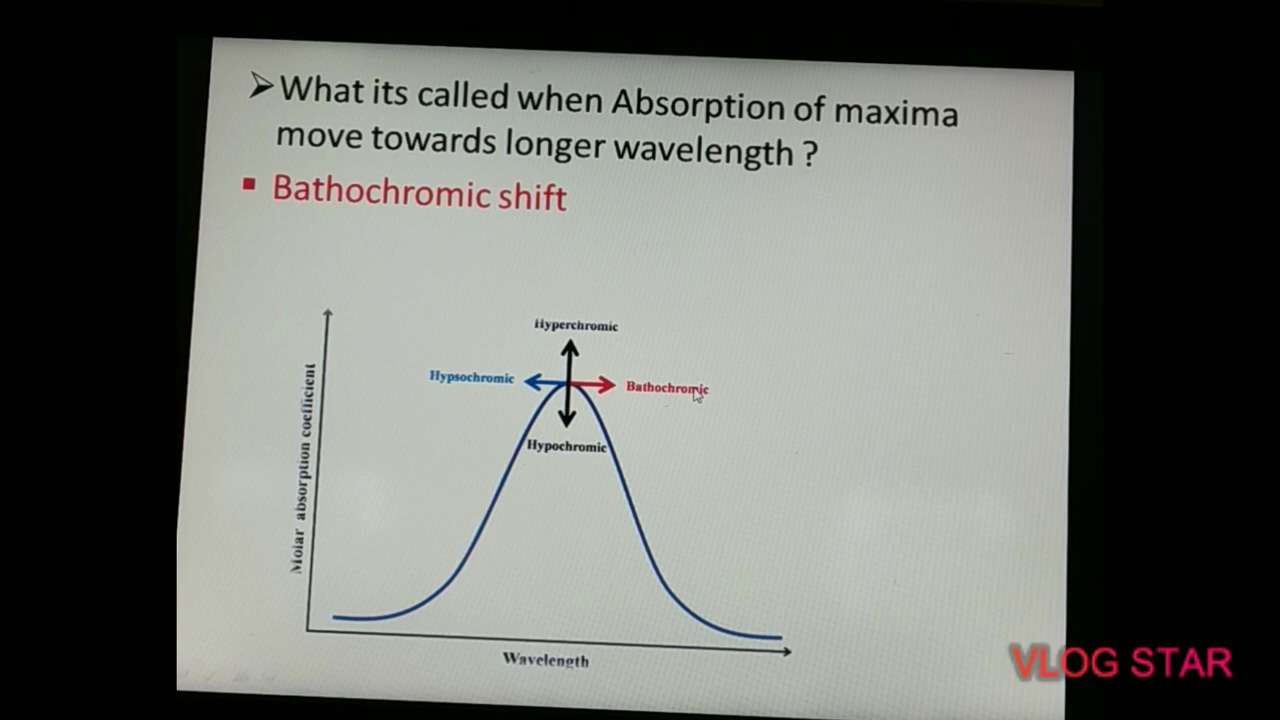 What its called when Absorption of maxima
move towards longer wavelength ?
Bathochromic shift
Hyperchromic
Hypsochromic
Bathochromic
Hypochromic
Molar absorption coefficient
Wavelength
VLOG STAR